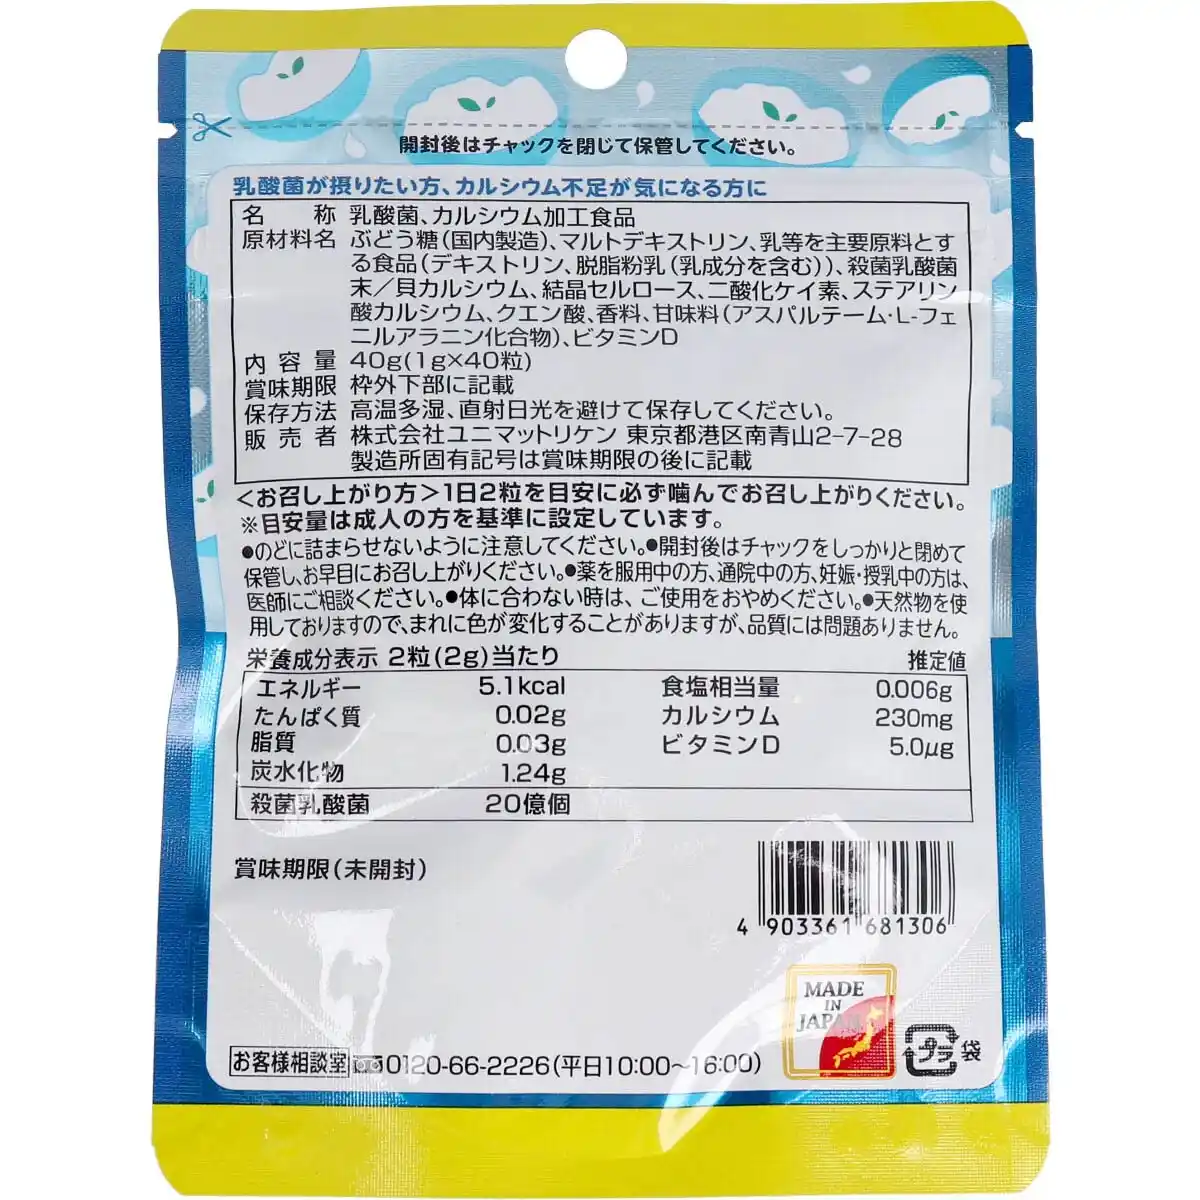 開封後はチャックを閉じて保管してください。
乳酸菌が摂りたい方、カルシウム不足が気になる方に
名 称 乳酸菌、カルシウム加工食品
原材料名 ぶどう糖(国内製造)、マルトデキストリン、乳等を主要原料とす
る食品(デキストリン、脱脂粉乳(乳成分を含む))、殺菌乳酸菌
末/貝カルシウム、結晶セルロース、二酸化ケイ素、ステアリン
酸カルシウム、クエン酸、香料、甘味料(アスパルテーム・L-フェ
ニルアラニン化合物)、ビタミンD
内容量 40g(1g×40粒)
賞味期限 枠外下部に記載
保存方法 高温多湿、直射日光を避けて保存してください。
販売者 株式会社ユニマットリケン 東京都港区南青山2-7-28
製造所固有記号は賞味期限の後に記載
<お召し上がり方>1日2粒を目安に必ず噛んでお召し上がりください。
※目安量は成人の方を基準に設定しています。
●のどに詰まらせないように注意してください。●開封後はチャックをしっかりと閉めて
保管し、お早目にお召し上がりください。●薬を服用中の方、通院中の方、妊娠・授乳中の方は、
医師にご相談ください。●体に合わない時は、ご使用をおやめください。●天然物を使
用しておりますので、まれに色が変化することがありますが、品質には問題ありません。
栄養成分表示 2粒(2g)当たり 推定値
エネルギー 5.1kcal 食塩相当量 0.006g
たんぱく質 0.02g カルシウム 230mg
脂質 0.03g ビタミンD 5.0μg
炭水化物 1.24g
殺菌乳酸菌 20億個
賞味期限(未開封)
4 903361 681306
MADE
IN
JAPAN
お客様相談室 0120-66-2226(平日10:00~16:00)
プラ 袋